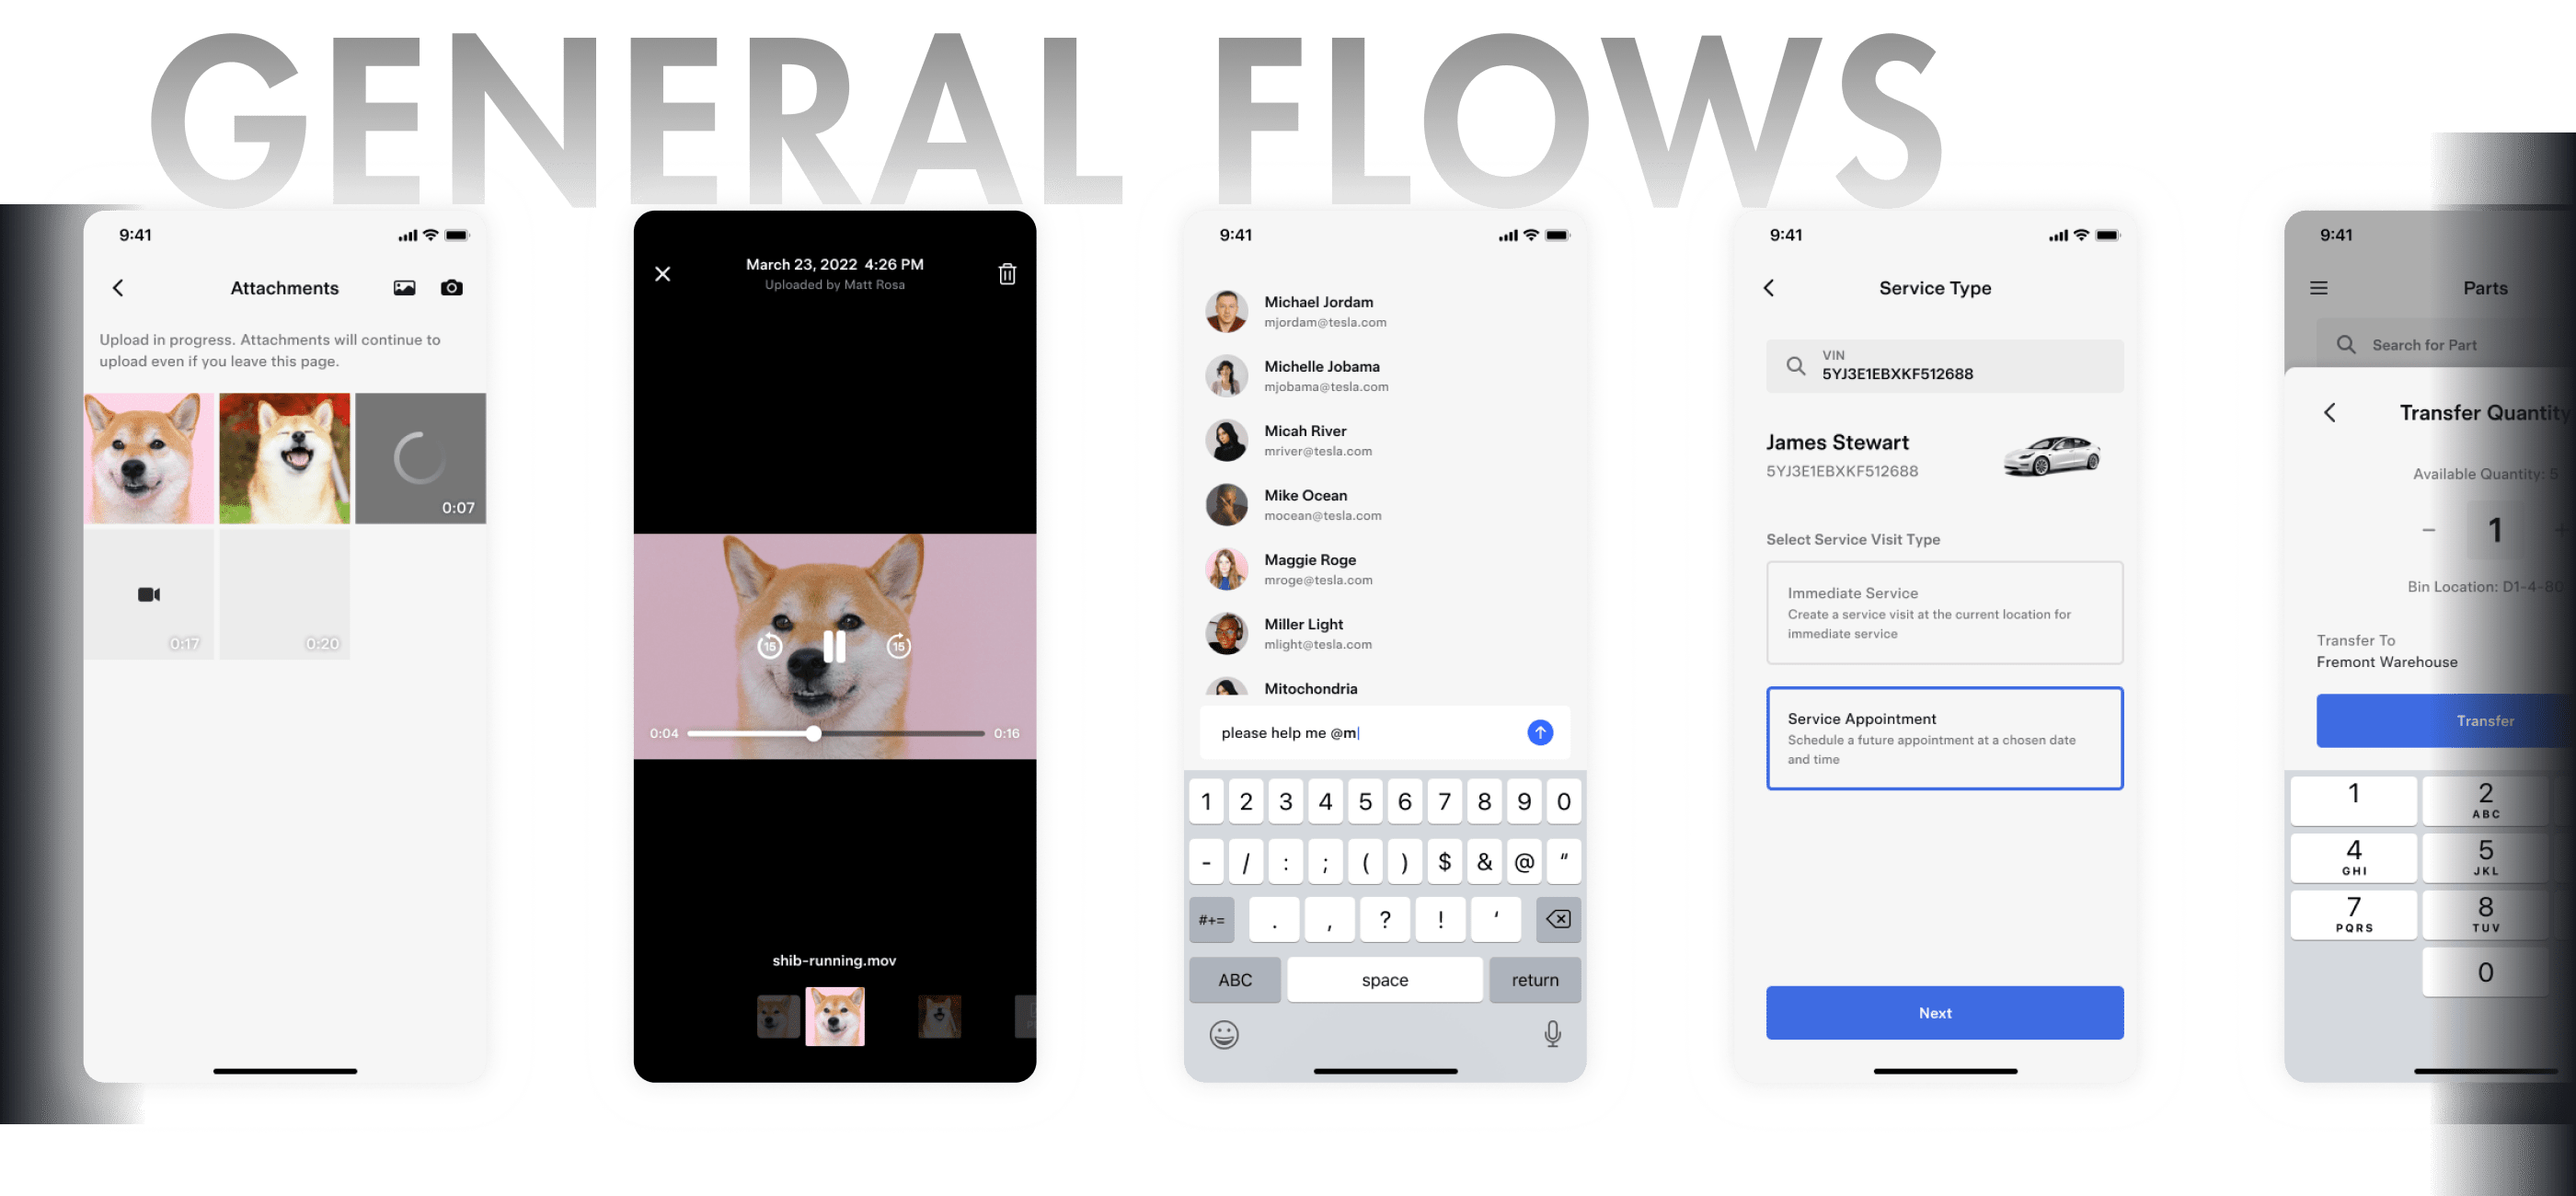 GENERAL FLOWS
9:41
Attachments
Upload in progress. Attachments will continue to
upload even if you leave this page.
0:07
0:17
0:20
March 23, 2022 4:26 PM
Uploaded by Matt Rosa
15
15
0:04
0:16
shib-running.mov
9:41
Michael Jordam
mjordam@tesla.com
Michelle Jobama
mjobama@tesla.com
Micah River
mriver@tesla.com
Mike Ocean
mocean@tesla.com
Maggie Roge
mroge@tesla.com
Miller Light
mlight@tesla.com
Mitochondria
please help me @m
1 2 3 4 5 6 7 8 9 0
- / : ; ( ) $ & @ “
#+= . , ? ! ‘
ABC space return
9:41
Service Type
VIN
5YJ3E1EBXKF512688
James Stewart
5YJ3E1EBXKF512688
Select Service Visit Type
Immediate Service
Create a service visit at the current location for
immediate service
Service Appointment
Schedule a future appointment at a chosen date
and time
Next
9:41
Parts
Search for Part
Transfer Quantity
Available Quantity: 5
− 1 +
Bin Location: D1-4-80
Transfer To
Fremont Warehouse
Transfer
1 2
ABC
4 5
GHI JKL
7 8
PQRS TUV
0